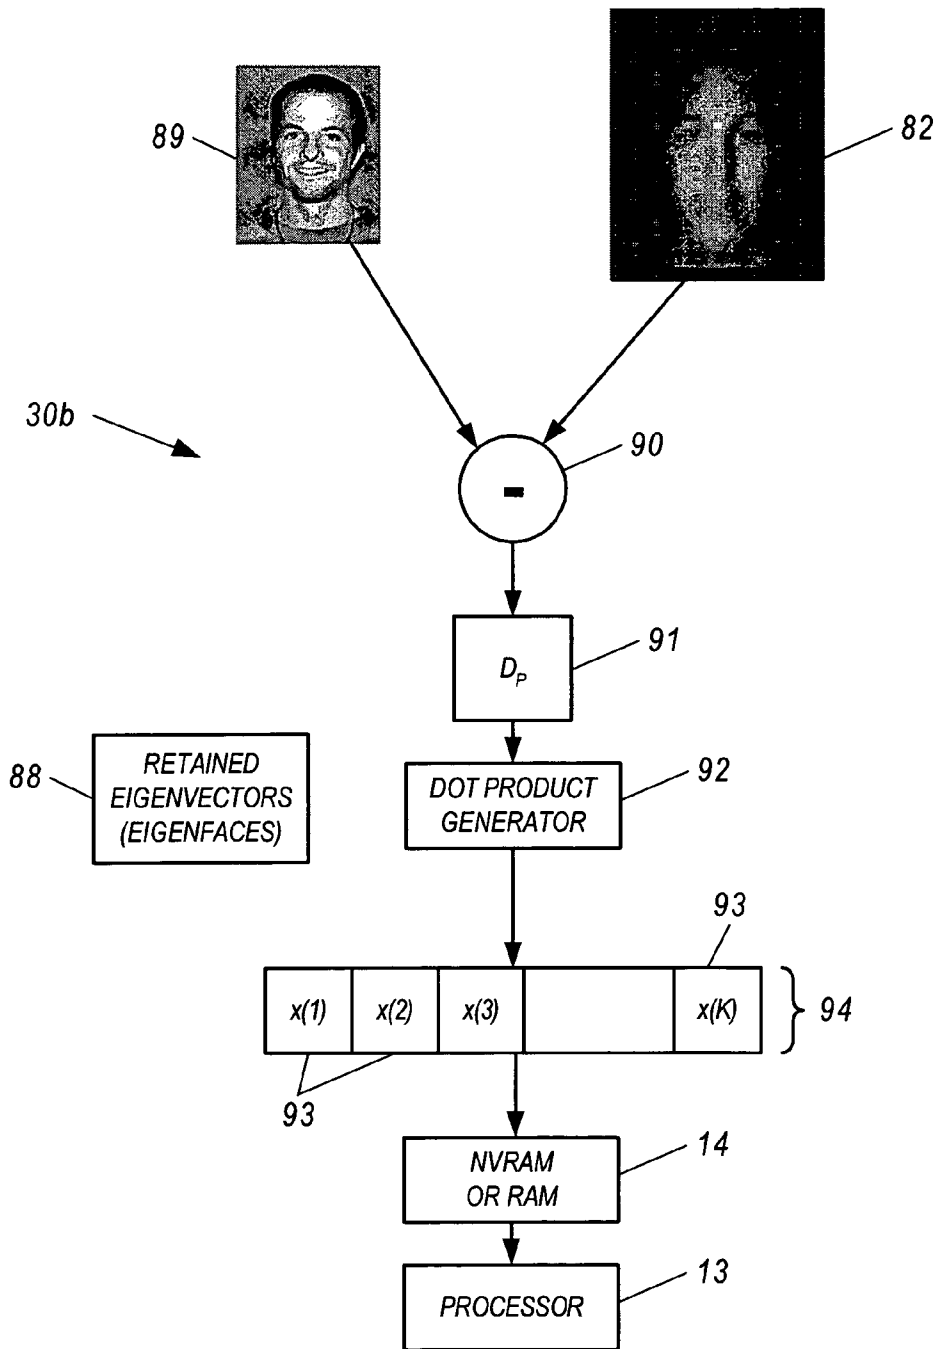 89
82
30b
90
-
91
D_P
88
RETAINED
EIGENVECTORS
(EIGENFACES)
92
DOT PRODUCT
GENERATOR
93
x(1) x(2) x(3) x(K)
94
93
14
NVRAM
OR RAM
13
PROCESSOR